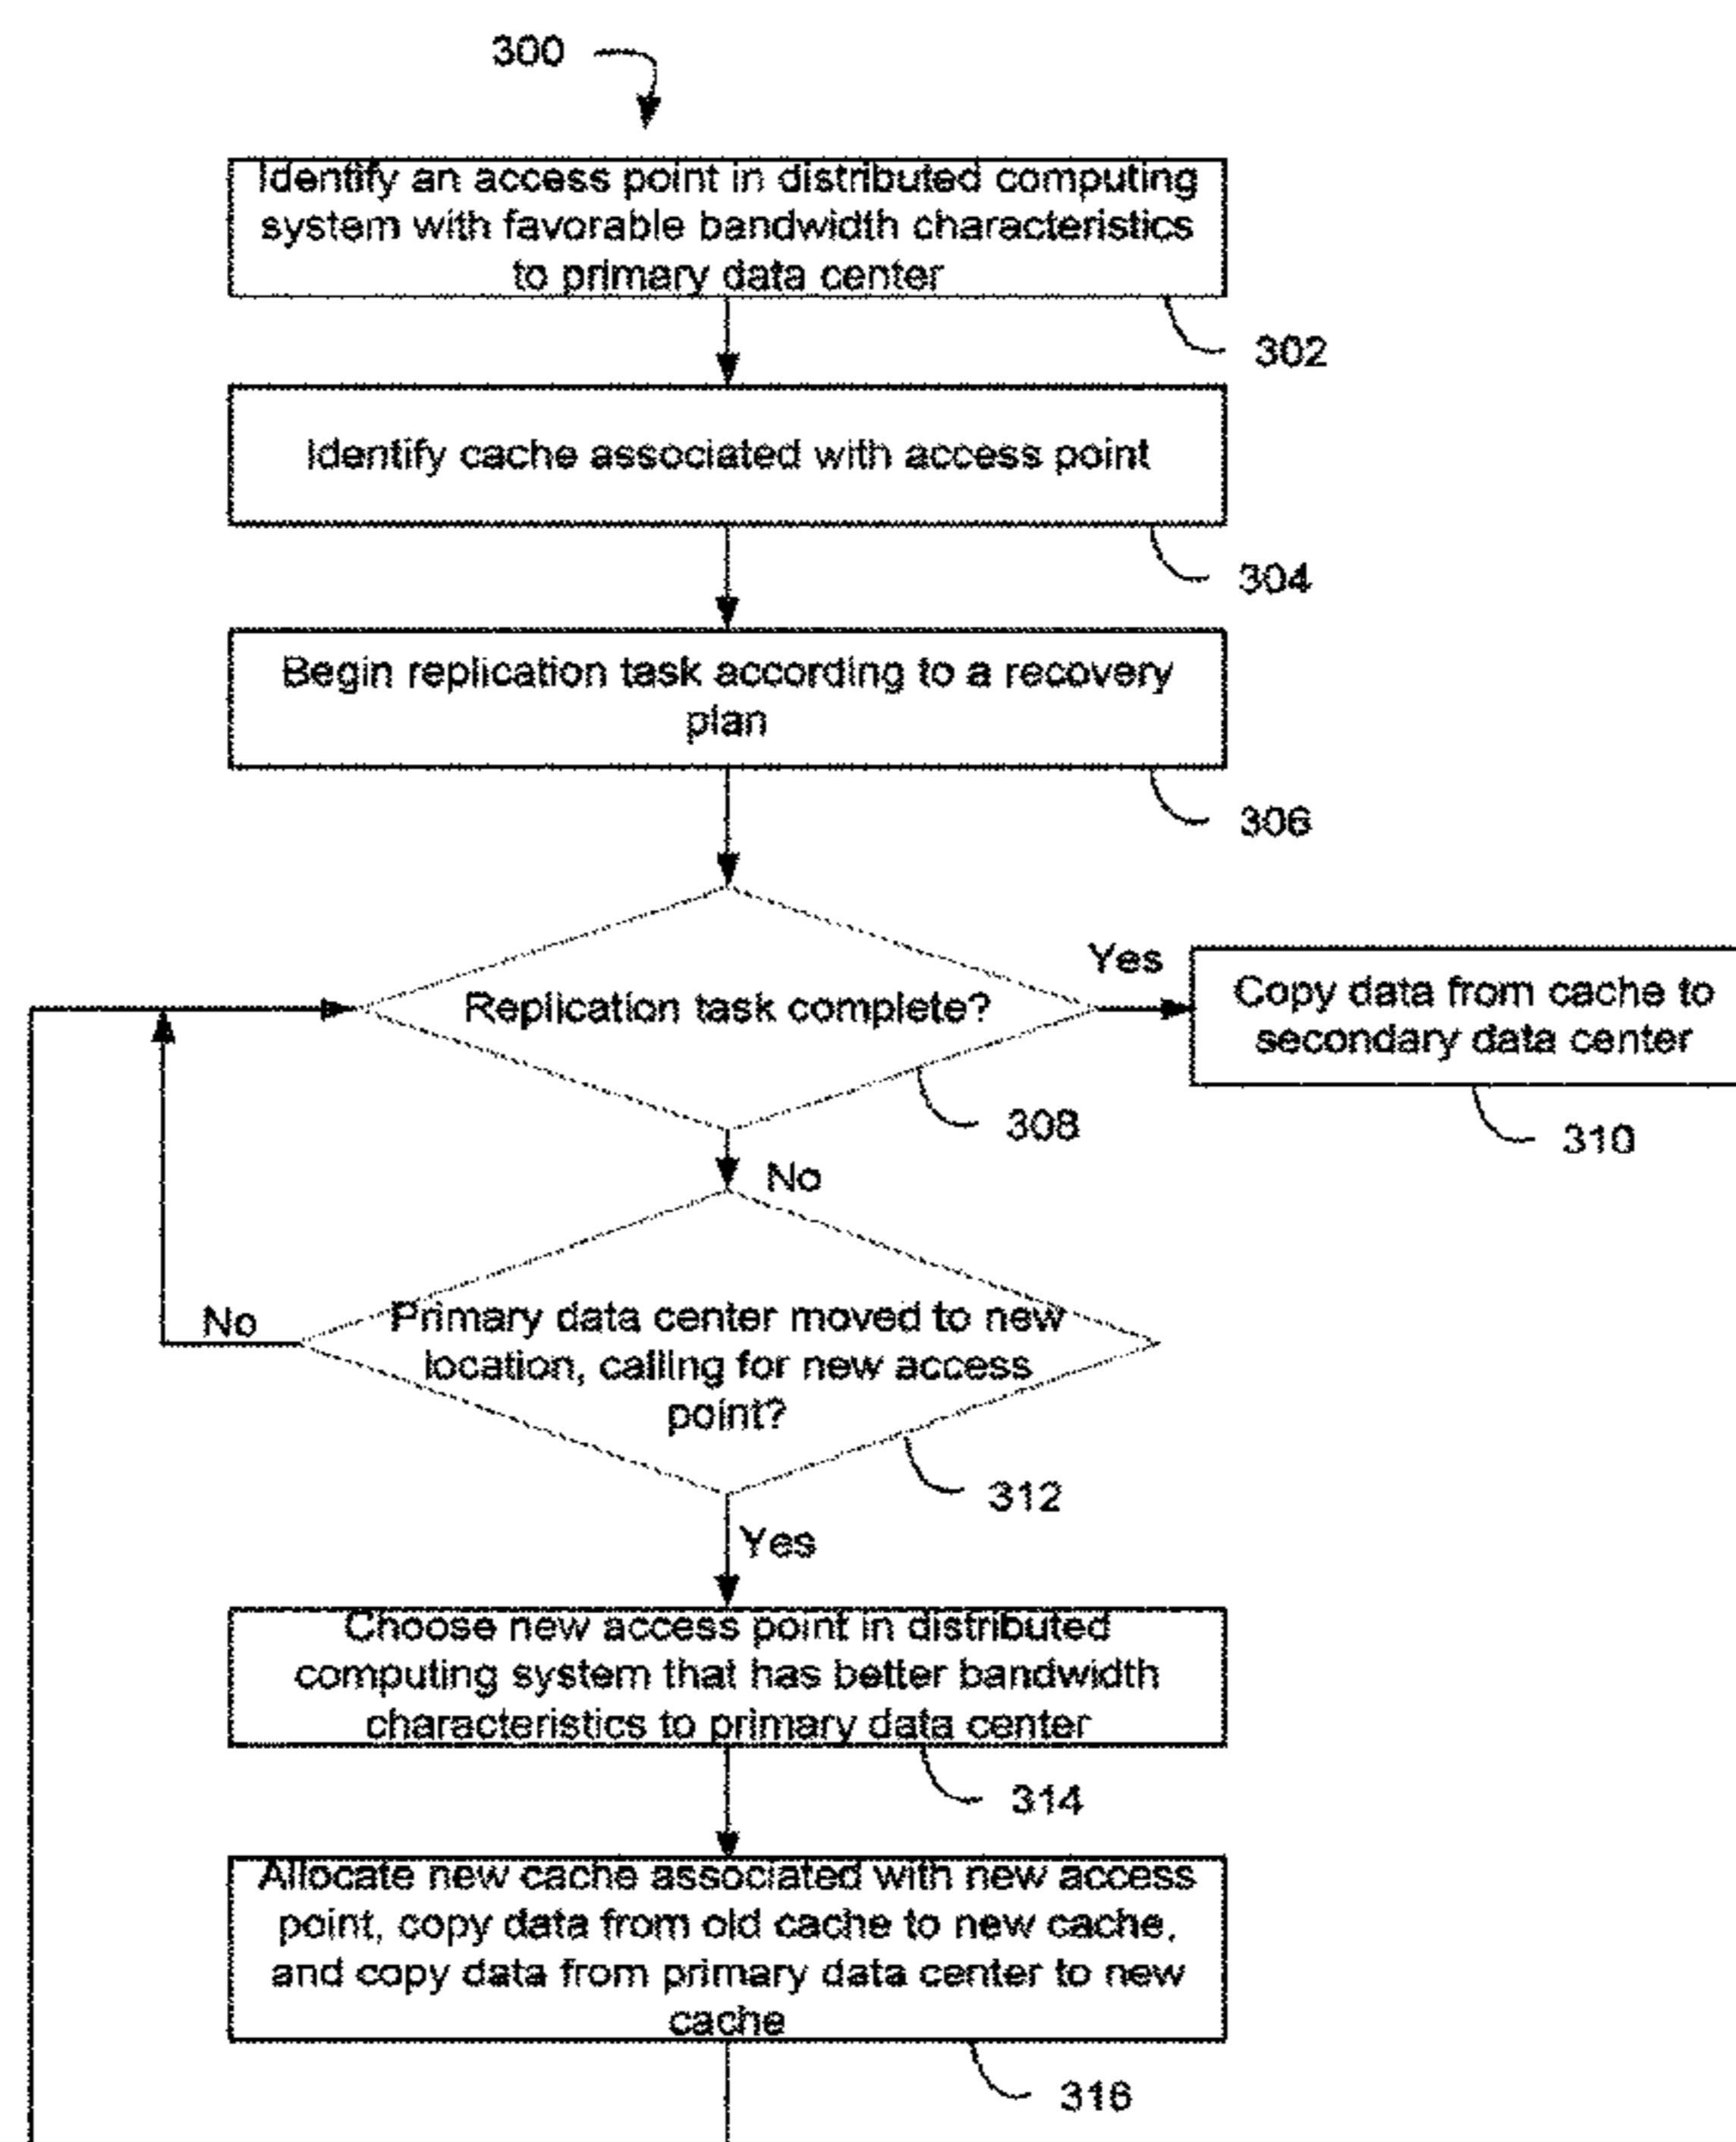 300
Identify an access point in distributed computing
system with favorable bandwidth characteristics
to primary data center
302
Identify cache associated with access point
304
Begin replication task according to a recovery
plan
306
Replication task complete?
Yes
Copy data from cache to
secondary data center
308
310
No
Primary data center moved to new
location, calling for new access
point?
No
312
Yes
Choose new access point in distributed
computing system that has better bandwidth
characteristics to primary data center
314
Allocate new cache associated with new access
point, copy data from old cache to new cache,
and copy data from primary data center to new
cache
316